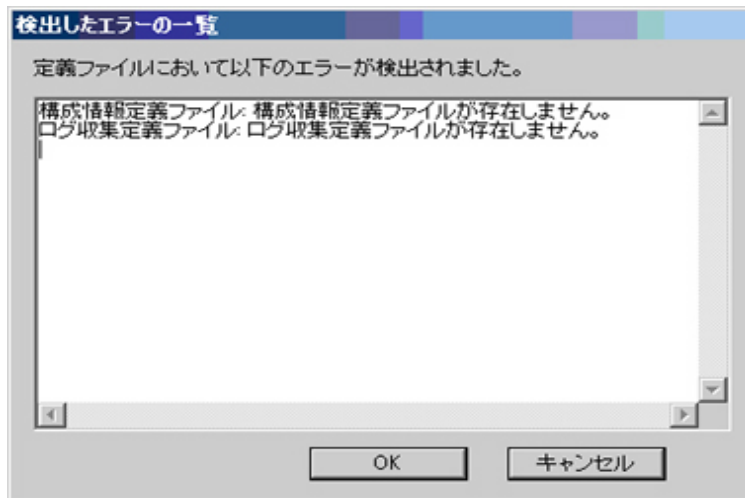 検出したエラーの一覧
定義ファイルにおいて以下のエラーが検出されました。
構成情報定義ファイル: 構成情報定義ファイルが存在しません。
ログ収集定義ファイル: ログ収集定義ファイルが存在しません。
OK
キャンセル